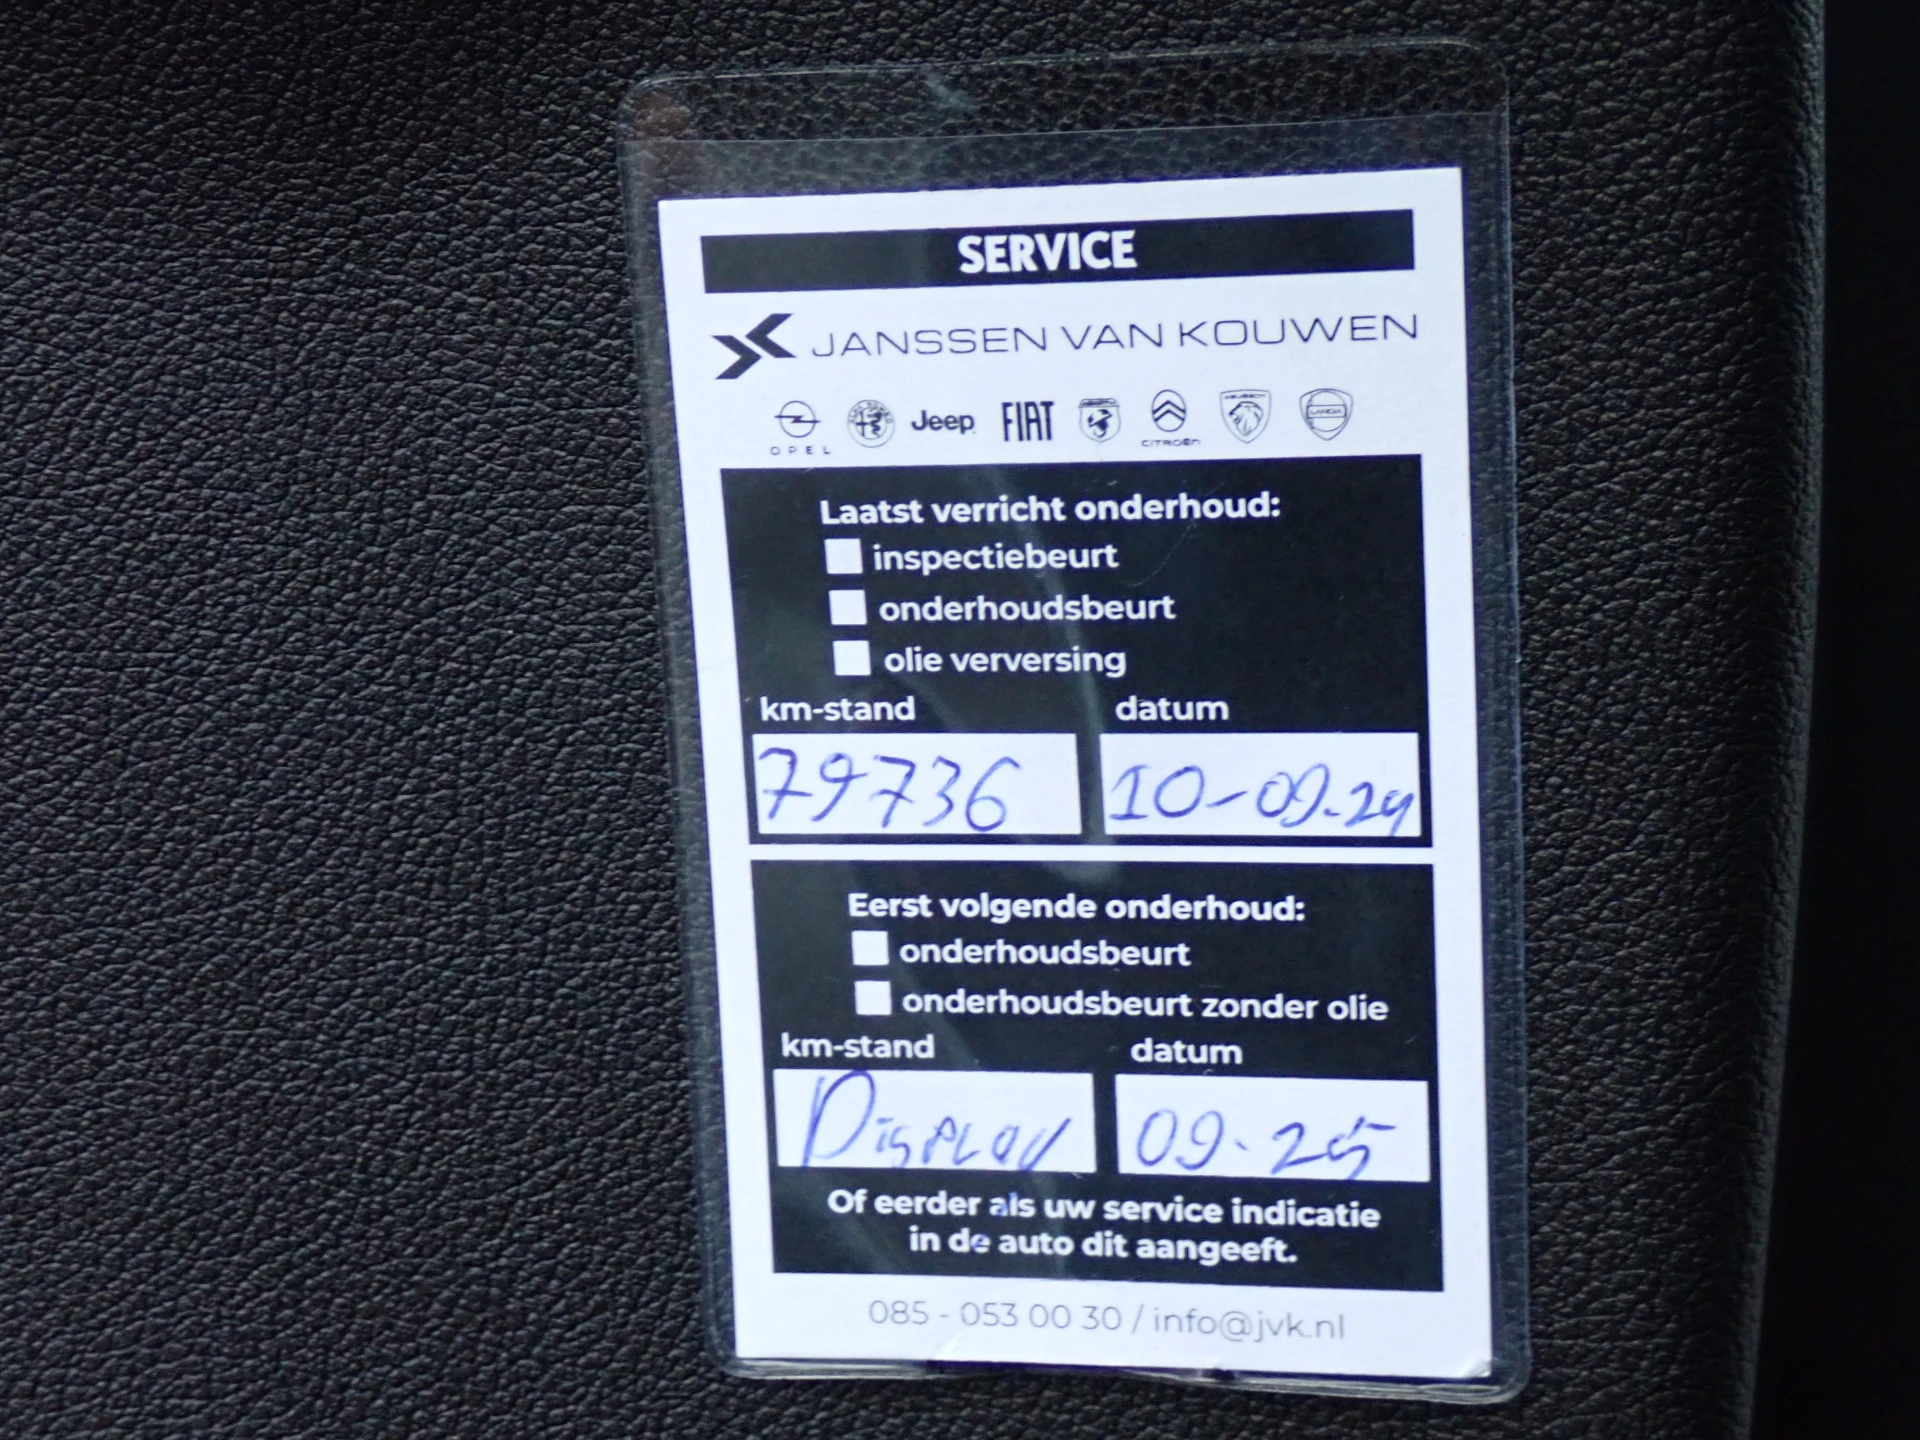 SERVICE
JANSSEN VAN KOUWEN
OPEL Jeep FIAT CITROËN PEUGEOT LANCIA
Laatst verricht onderhoud:
inspectiebeurt
onderhoudsbeurt
olie verversing
km-stand datum
79736 10-09-24
Eerst volgende onderhoud:
onderhoudsbeurt
onderhoudsbeurt zonder olie
km-stand datum
Display 09-25
Of eerder als uw service indicatie
in de auto dit aangeeft.
085 - 053 00 30 / info@jvk.nl